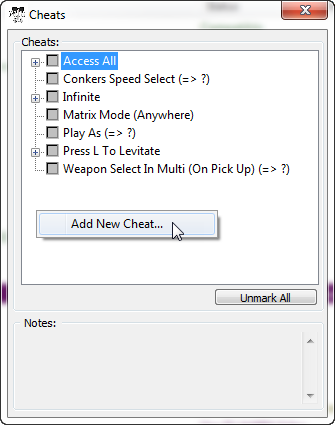 Cheats
Cheats:
Access All
Conkers Speed Select (=> ?)
Infinite
Matrix Mode (Anywhere)
Play As (=> ?)
Press L To Levitate
Weapon Select In Multi (On Pick Up) (=> ?)
Add New Cheat...
Unmark All
Notes: